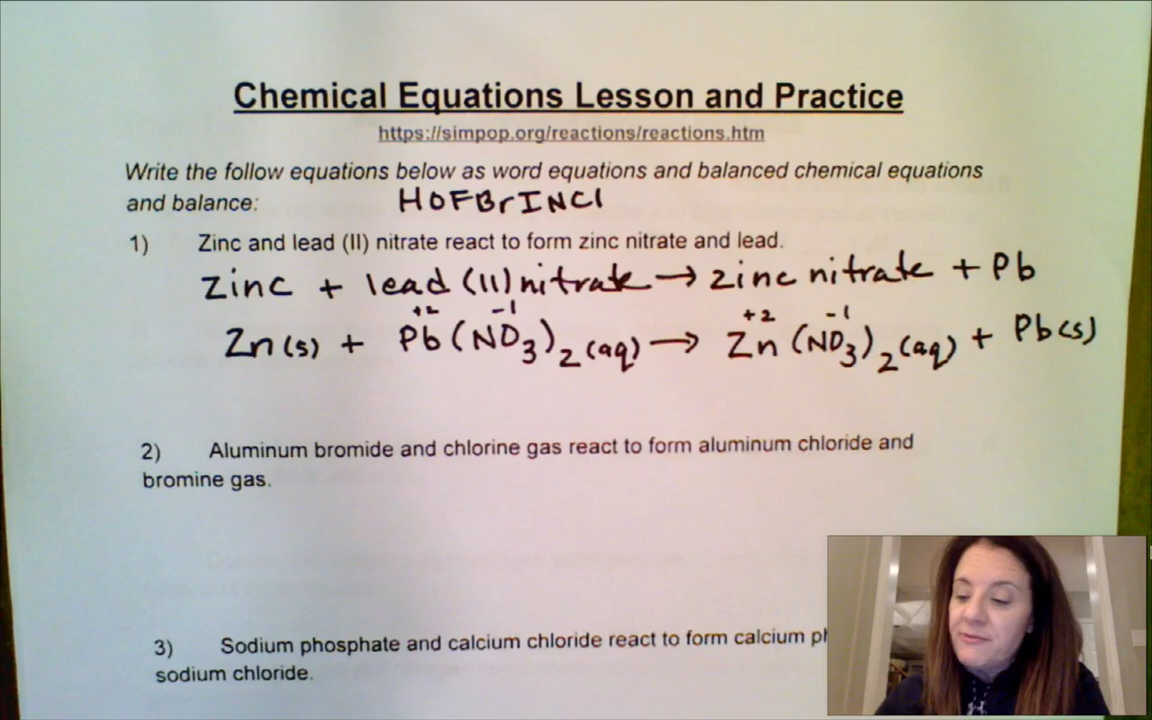 Chemical Equations Lesson and Practice
https://simpop.org/reactions/reactions.htm
Write the follow equations below as word equations and balanced chemical equations
and balance: HOFBrINCl
1) Zinc and lead (II) nitrate react to form zinc nitrate and lead.
zinc + lead (II) nitrate → zinc nitrate + Pb
+2 -1 +2 -1
Zn(s) + Pb(NO3)2(aq) → Zn(NO3)2(aq) + Pb(s)
2) Aluminum bromide and chlorine gas react to form aluminum chloride and
bromine gas.
3) Sodium phosphate and calcium chloride react to form calcium
sodium chloride.